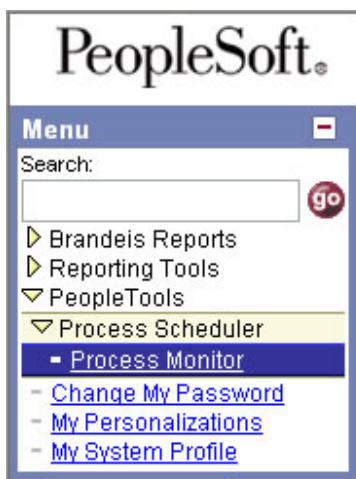 PeopleSoft®
Menu
Search:
go
Brandeis Reports
Reporting Tools
PeopleTools
Process Scheduler
Process Monitor
Change My Password
My Personalizations
My System Profile